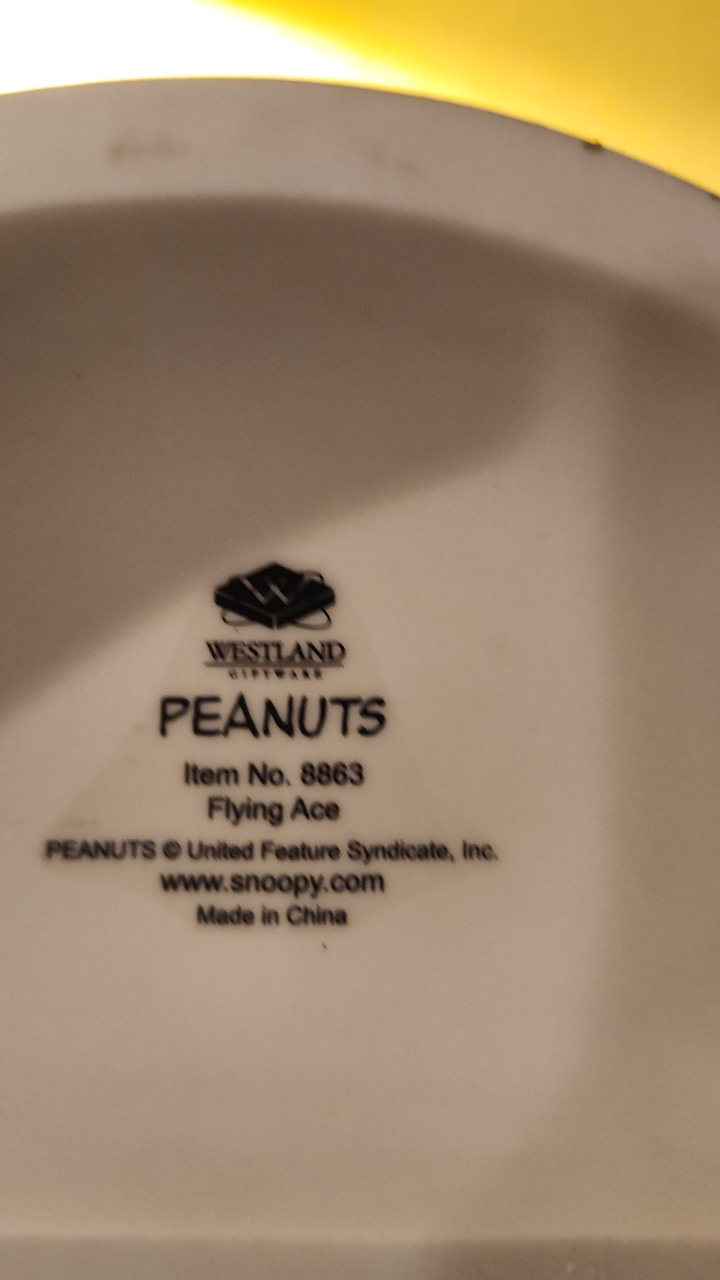 W
WESTLAND
GIFTWARE
PEANUTS
Item No. 8863
Flying Ace
PEANUTS © United Feature Syndicate, Inc.
www.snoopy.com
Made in China